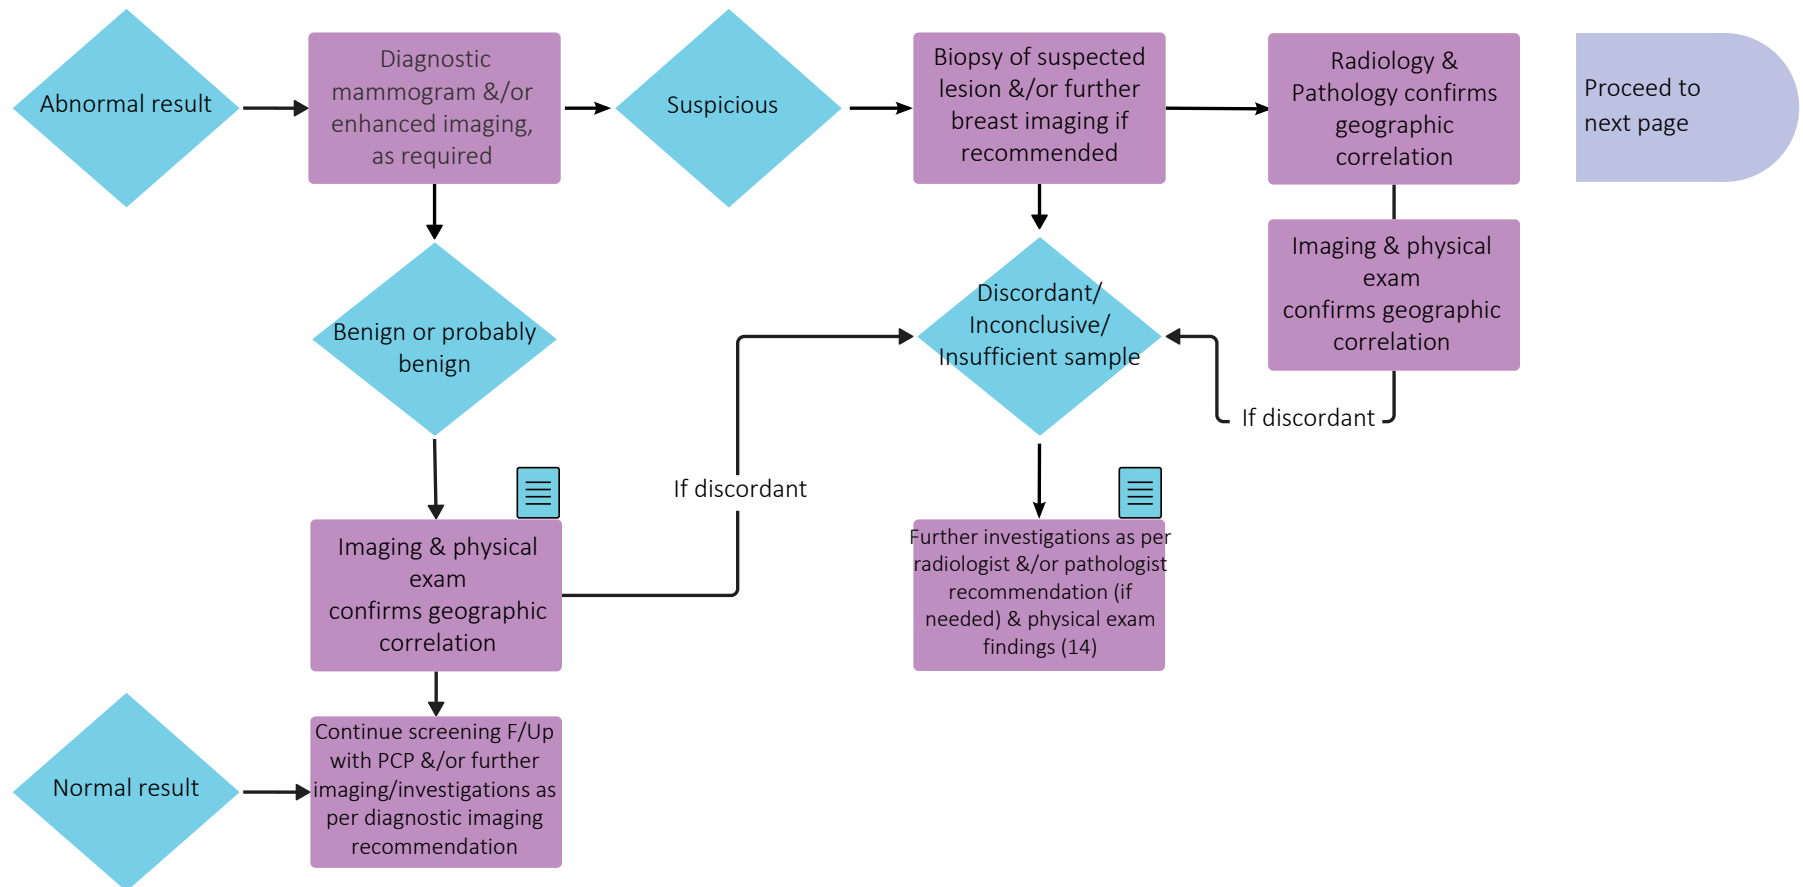 Abnormal result
Diagnostic
mammogram &/or
enhanced imaging,
as required
Suspicious
Biopsy of suspected
lesion &/or further
breast imaging if
recommended
Radiology &
Pathology confirms
geographic
correlation
Proceed to
next page
Benign or probably
benign
Discordant/
Inconclusive/
Insufficient sample
Imaging & physical
exam
confirms geographic
correlation
If discordant
If discordant
Imaging & physical
exam
confirms geographic
correlation
Further investigations as per
radiologist &/or pathologist
recommendation (if
needed) & physical exam
findings (14)
Normal result
Continue screening F/Up
with PCP &/or further
imaging/investigations as
per diagnostic imaging
recommendation